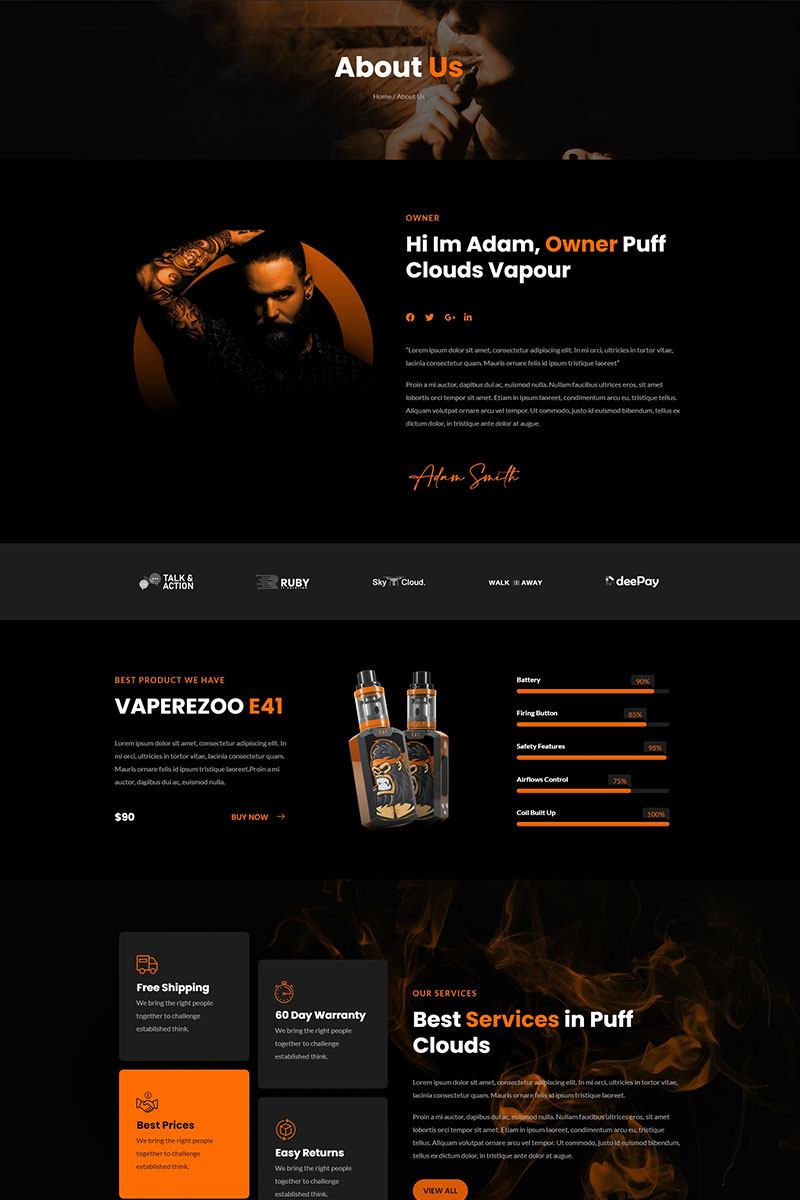 About Us
Home / About Us
OWNER
Hi Im Adam, Owner Puff
Clouds Vapour
"Lorem ipsum dolor sit amet, consectetur adipiscing elit. In mi orci, ultricies in tortor vitae,
lacinia consectetur quam. Mauris ornare felis id ipsum tristique laoreet"
Proin a mi auctor, dapibus dui ac, euismod nulla. Nullam faucibus ultrices eros, sit amet
lobortis orci tempor sit amet. Etiam in ipsum laoreet, condimentum arcu eu, tristique tellus.
Aliquam volutpat ornare arcu vel tempor. Ut commodo, justo id euismod bibendum, tellus ex
dictum dolor, in tristique ante dolor at augue.
Adam Smith
TALK &
ACTION
RUBY
Sky Cloud.
WALK AWAY
deePay
BEST PRODUCT WE HAVE
VAPEREZOO E41
Lorem ipsum dolor sit amet, consectetur adipiscing elit. In
mi orci, ultricies in tortor vitae, lacinia consectetur quam.
Mauris ornare felis id ipsum tristique laoreet.Proin a mi
auctor, dapibus dui ac, euismod nulla.
$90
BUY NOW
E41
Battery
90%
Firing Button
85%
Safety Features
98%
Airflows Control
75%
Coil Built Up
100%
Free Shipping
We bring the right people
together to challenge
established think.
60 Day Warranty
We bring the right people
together to challenge
established think.
Best Prices
We bring the right people
together to challenge
established think.
Easy Returns
We bring the right people
together to challenge
established think.
OUR SERVICES
Best Services in Puff
Clouds
Lorem ipsum dolor sit amet, consectetur adipiscing elit. In mi orci, ultricies in tortor vitae,
lacinia consectetur quam. Mauris ornare felis id ipsum tristique laoreet.
Proin a mi auctor, dapibus dui ac, euismod nulla. Nullam faucibus ultrices eros, sit amet
lobortis orci tempor sit amet. Etiam in ipsum laoreet, condimentum arcu eu, tristique
tellus. Aliquam volutpat ornare arcu vel tempor. Ut commodo, justo id euismod bibendum,
tellus ex dictum dolor, in tristique ante dolor at augue.
VIEW ALL